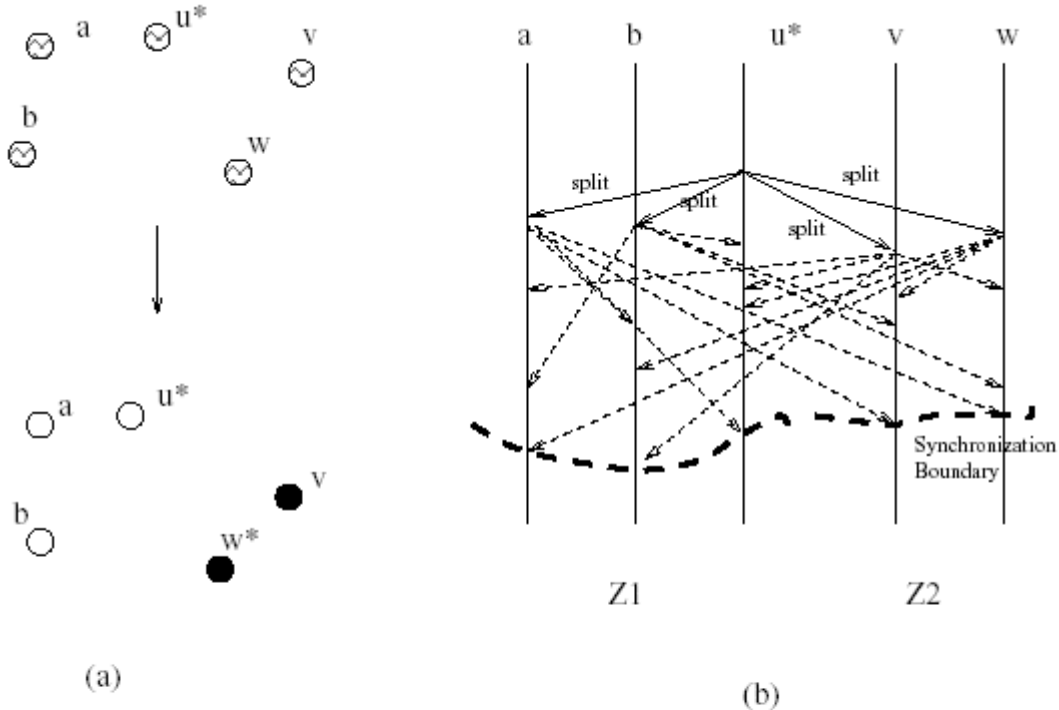 a
u*
v
b
w
a
u*
v
b
w*
(a)
a b u* v w
split
split
split
split
Synchronization
Boundary
Z1 Z2
(b)